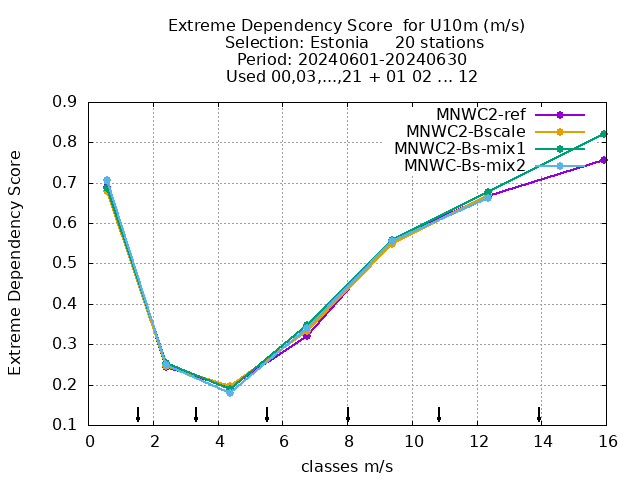 Extreme Dependency Score  for U10m (m/s)
Selection: Estonia     20 stations
Period: 20240601-20240630
Used 00,03,...,21 + 01 02 ... 12
MNWC2-ref
MNWC2-Bscale
MNWC2-Bs-mix1
MNWC-Bs-mix2
Extreme Dependency Score
0.9
0.8
0.7
0.6
0.5
0.4
0.3
0.2
0.1
0 2 4 6 8 10 12 14 16
classes m/s